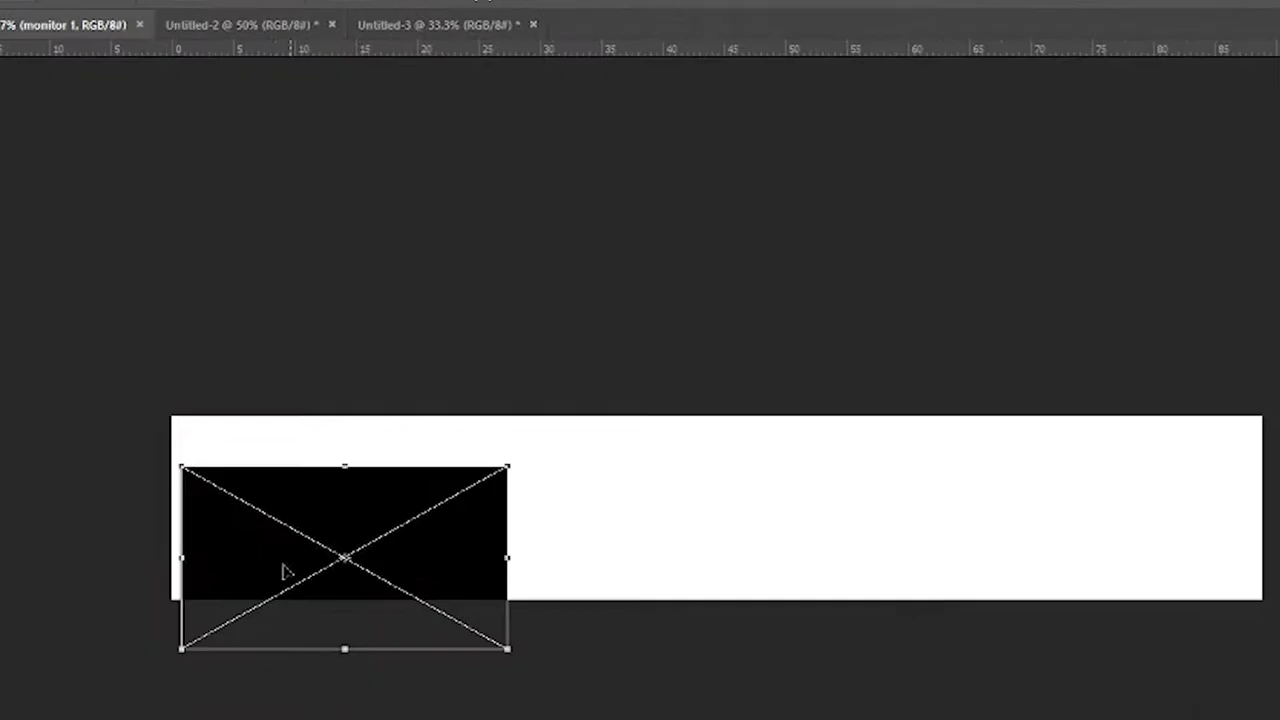 7% (monitor 1, RGB/8#) × Untitled-2 @ 50% (RGB/8#) * × Untitled-3 @ 33.3% (RGB/8#) * ×
10 5 0 5 10 15 20 25 30 35 40 45 50 55 60 65 70 75 80 85